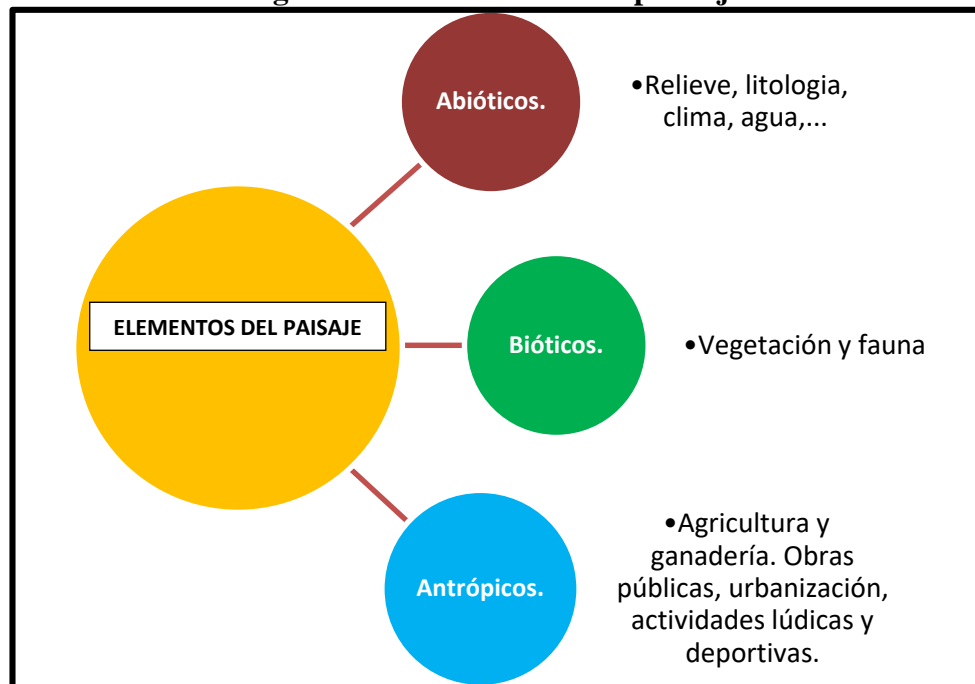 Abióticos.
•Relieve, litologia,
clima, agua,...
ELEMENTOS DEL PAISAJE
Bióticos.
•Vegetación y fauna
Antrópicos.
•Agricultura y
ganadería. Obras
públicas, urbanización,
actividades lúdicas y
deportivas.